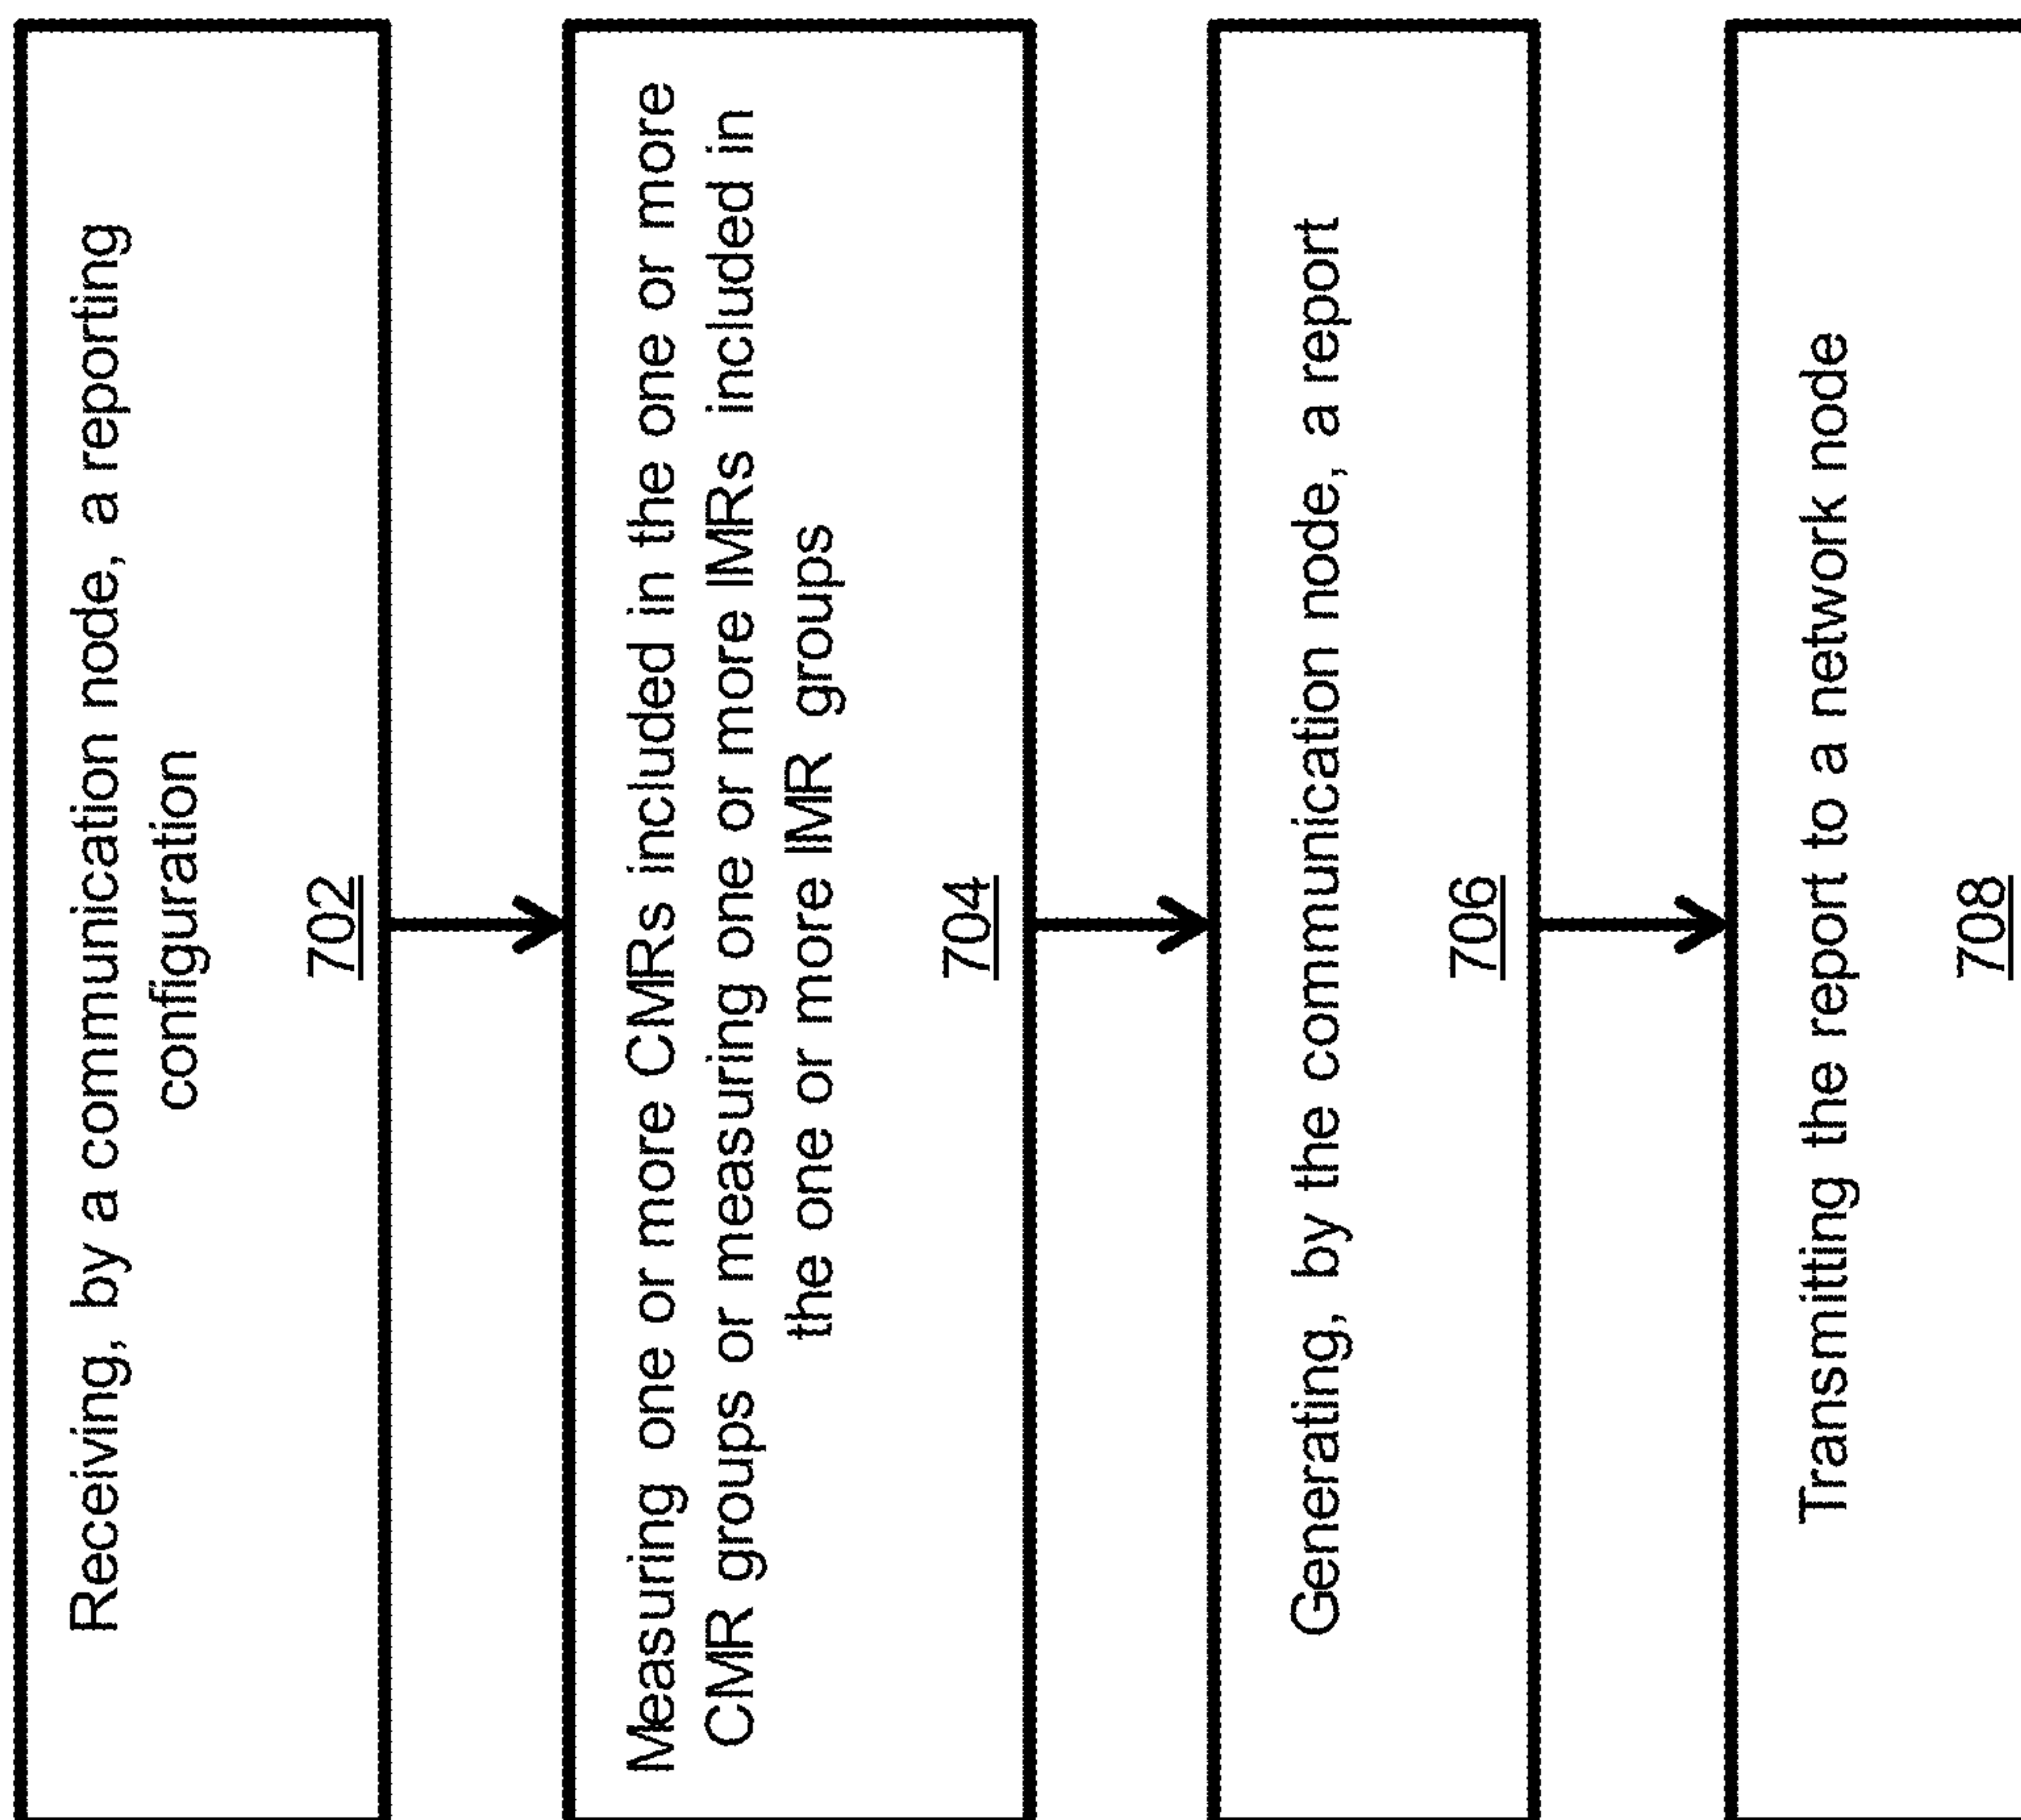 Receiving, by a communication node, a reporting
configuration
702
Measuring one or more CMRs included in the one or more
CMR groups or measuring one or more IMRs included in
the one or more IMR groups
704
Generating, by the communication node, a report
706
Transmitting the report to a network node
708